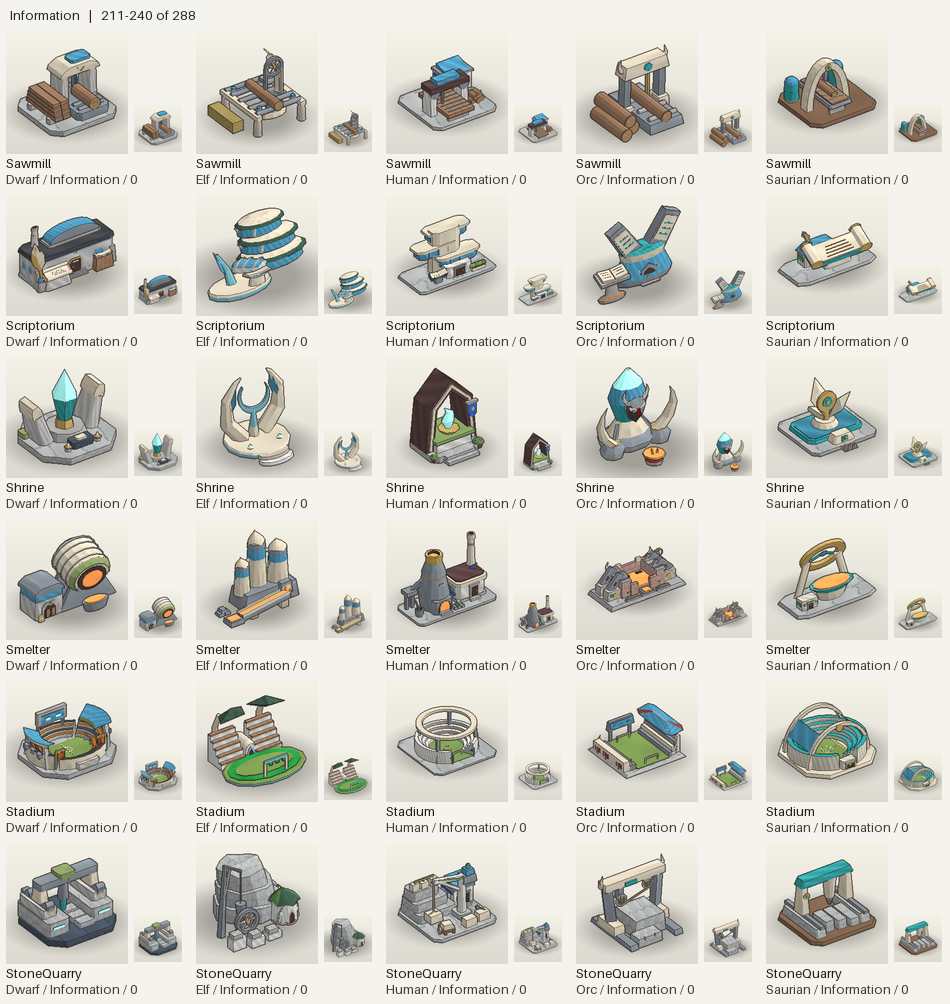 Information | 211-240 of 288
Sawmill Sawmill Sawmill Sawmill Sawmill
Dwarf / Information / 0 Elf / Information / 0 Human / Information / 0 Orc / Information / 0 Saurian / Information / 0
Scriptorium Scriptorium Scriptorium Scriptorium Scriptorium
Dwarf / Information / 0 Elf / Information / 0 Human / Information / 0 Orc / Information / 0 Saurian / Information / 0
Shrine Shrine Shrine Shrine Shrine
Dwarf / Information / 0 Elf / Information / 0 Human / Information / 0 Orc / Information / 0 Saurian / Information / 0
Smelter Smelter Smelter Smelter Smelter
Dwarf / Information / 0 Elf / Information / 0 Human / Information / 0 Orc / Information / 0 Saurian / Information / 0
Stadium Stadium Stadium Stadium Stadium
Dwarf / Information / 0 Elf / Information / 0 Human / Information / 0 Orc / Information / 0 Saurian / Information / 0
StoneQuarry StoneQuarry StoneQuarry StoneQuarry StoneQuarry
Dwarf / Information / 0 Elf / Information / 0 Human / Information / 0 Orc / Information / 0 Saurian / Information / 0